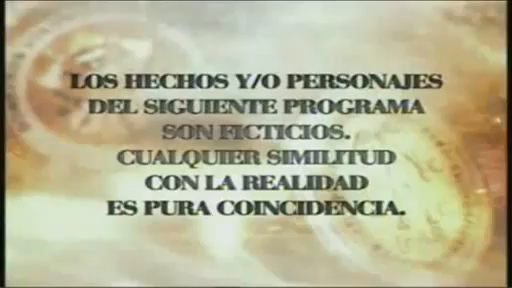 LOS HECHOS Y/O PERSONAJES
DEL SIGUIENTE PROGRAMA
SON FICTICIOS.
CUALQUIER SIMILITUD
CON LA REALIDAD
ES PURA COINCIDENCIA.